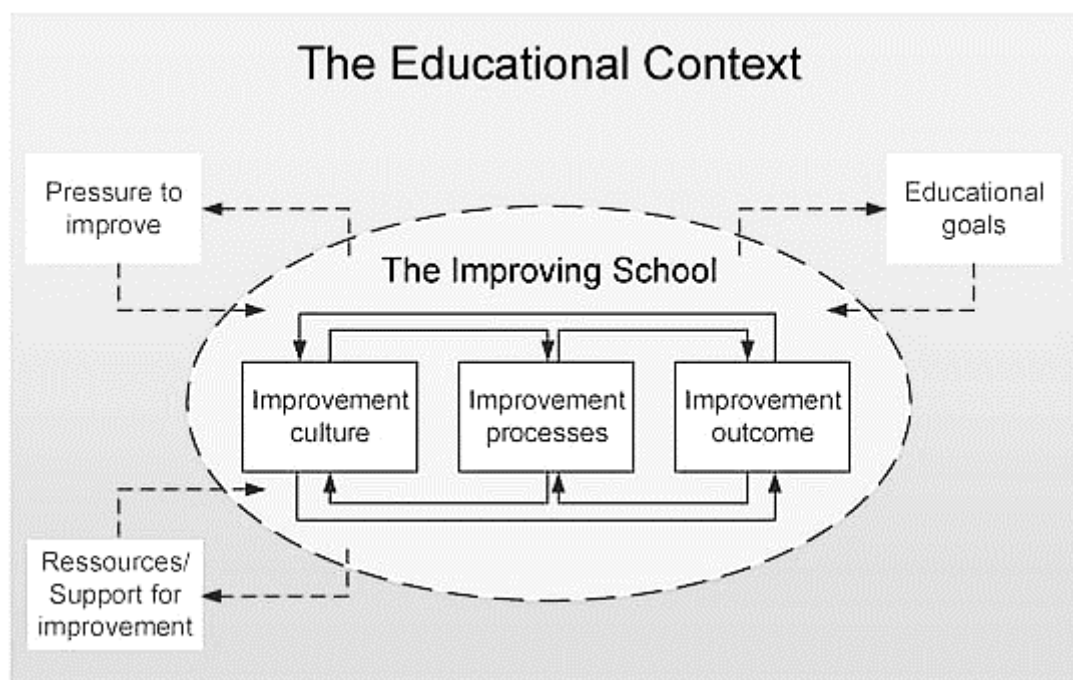 The Educational Context
Pressure to
improve
Educational
goals
The Improving School
Improvement
culture
Improvement
processes
Improvement
outcome
Ressources/
Support for
improvement